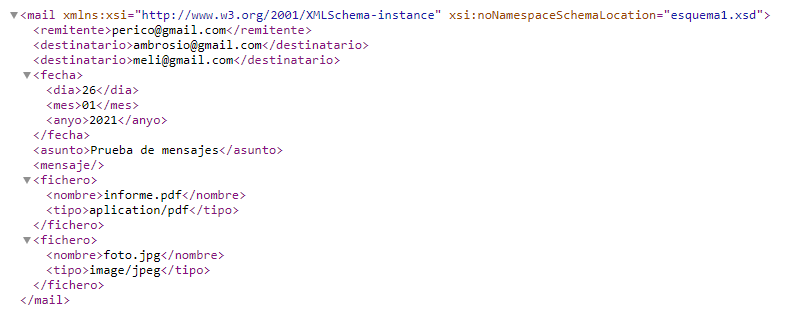 ▼<mail xmlns:xsi="http://www.w3.org/2001/XMLSchema-instance" xsi:noNamespaceSchemaLocation="esquema1.xsd">
<remitente>perico@gmail.com</remitente>
<destinatario>ambrosio@gmail.com</destinatario>
<destinatario>meli@gmail.com</destinatario>
▼<fecha>
<dia>26</dia>
<mes>01</mes>
<anyo>2021</anyo>
</fecha>
<asunto>Prueba de mensajes</asunto>
<mensaje/>
▼<fichero>
<nombre>informe.pdf</nombre>
<tipo>aplication/pdf</tipo>
</fichero>
▼<fichero>
<nombre>foto.jpg</nombre>
<tipo>image/jpeg</tipo>
</fichero>
</mail>